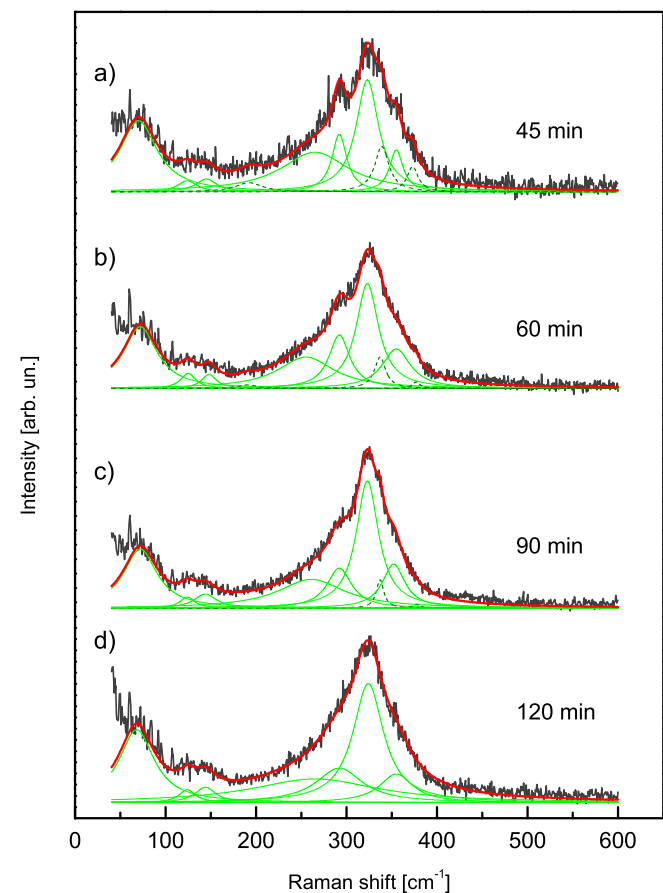 a)
45 min
b)
60 min
c)
90 min
d)
120 min
Intensity [arb. un.]
0 100 200 300 400 500 600
Raman shift [cm⁻¹]